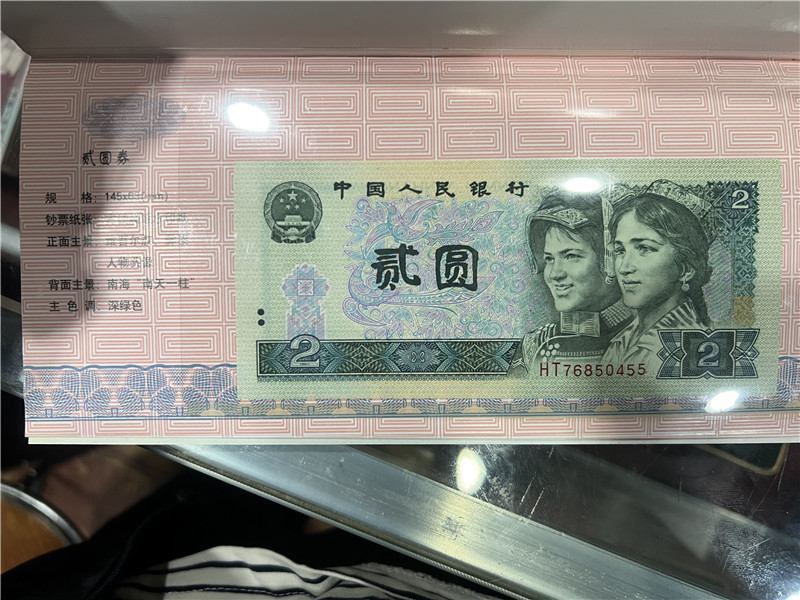 贰圆券
规 格: 145x63(mm)
钞票纸张:
正面主景:
人物头像
背面主景: 南海"南天一柱"
主 色 调: 深绿色
中国人民银行
2
贰圆
2
HT76850455
2